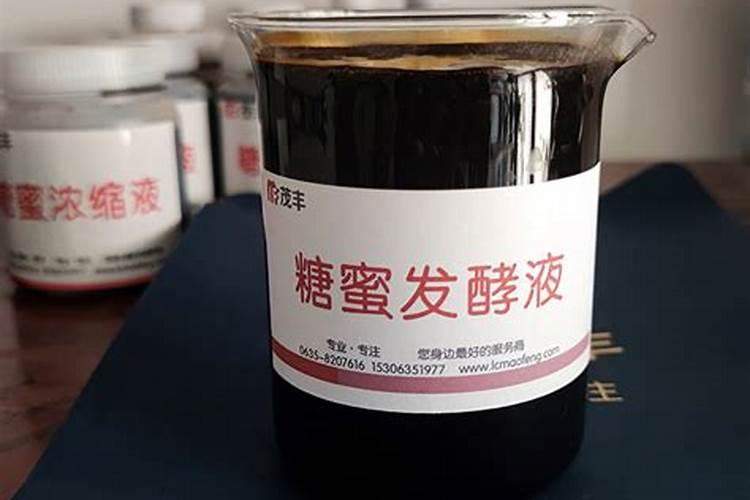 茂丰
糖蜜发酵液
专业·专注 您身边最好的服务商
0635-8207616 15306351977 www.lcmaofeng.com
蜜浓缩液
丰
糖